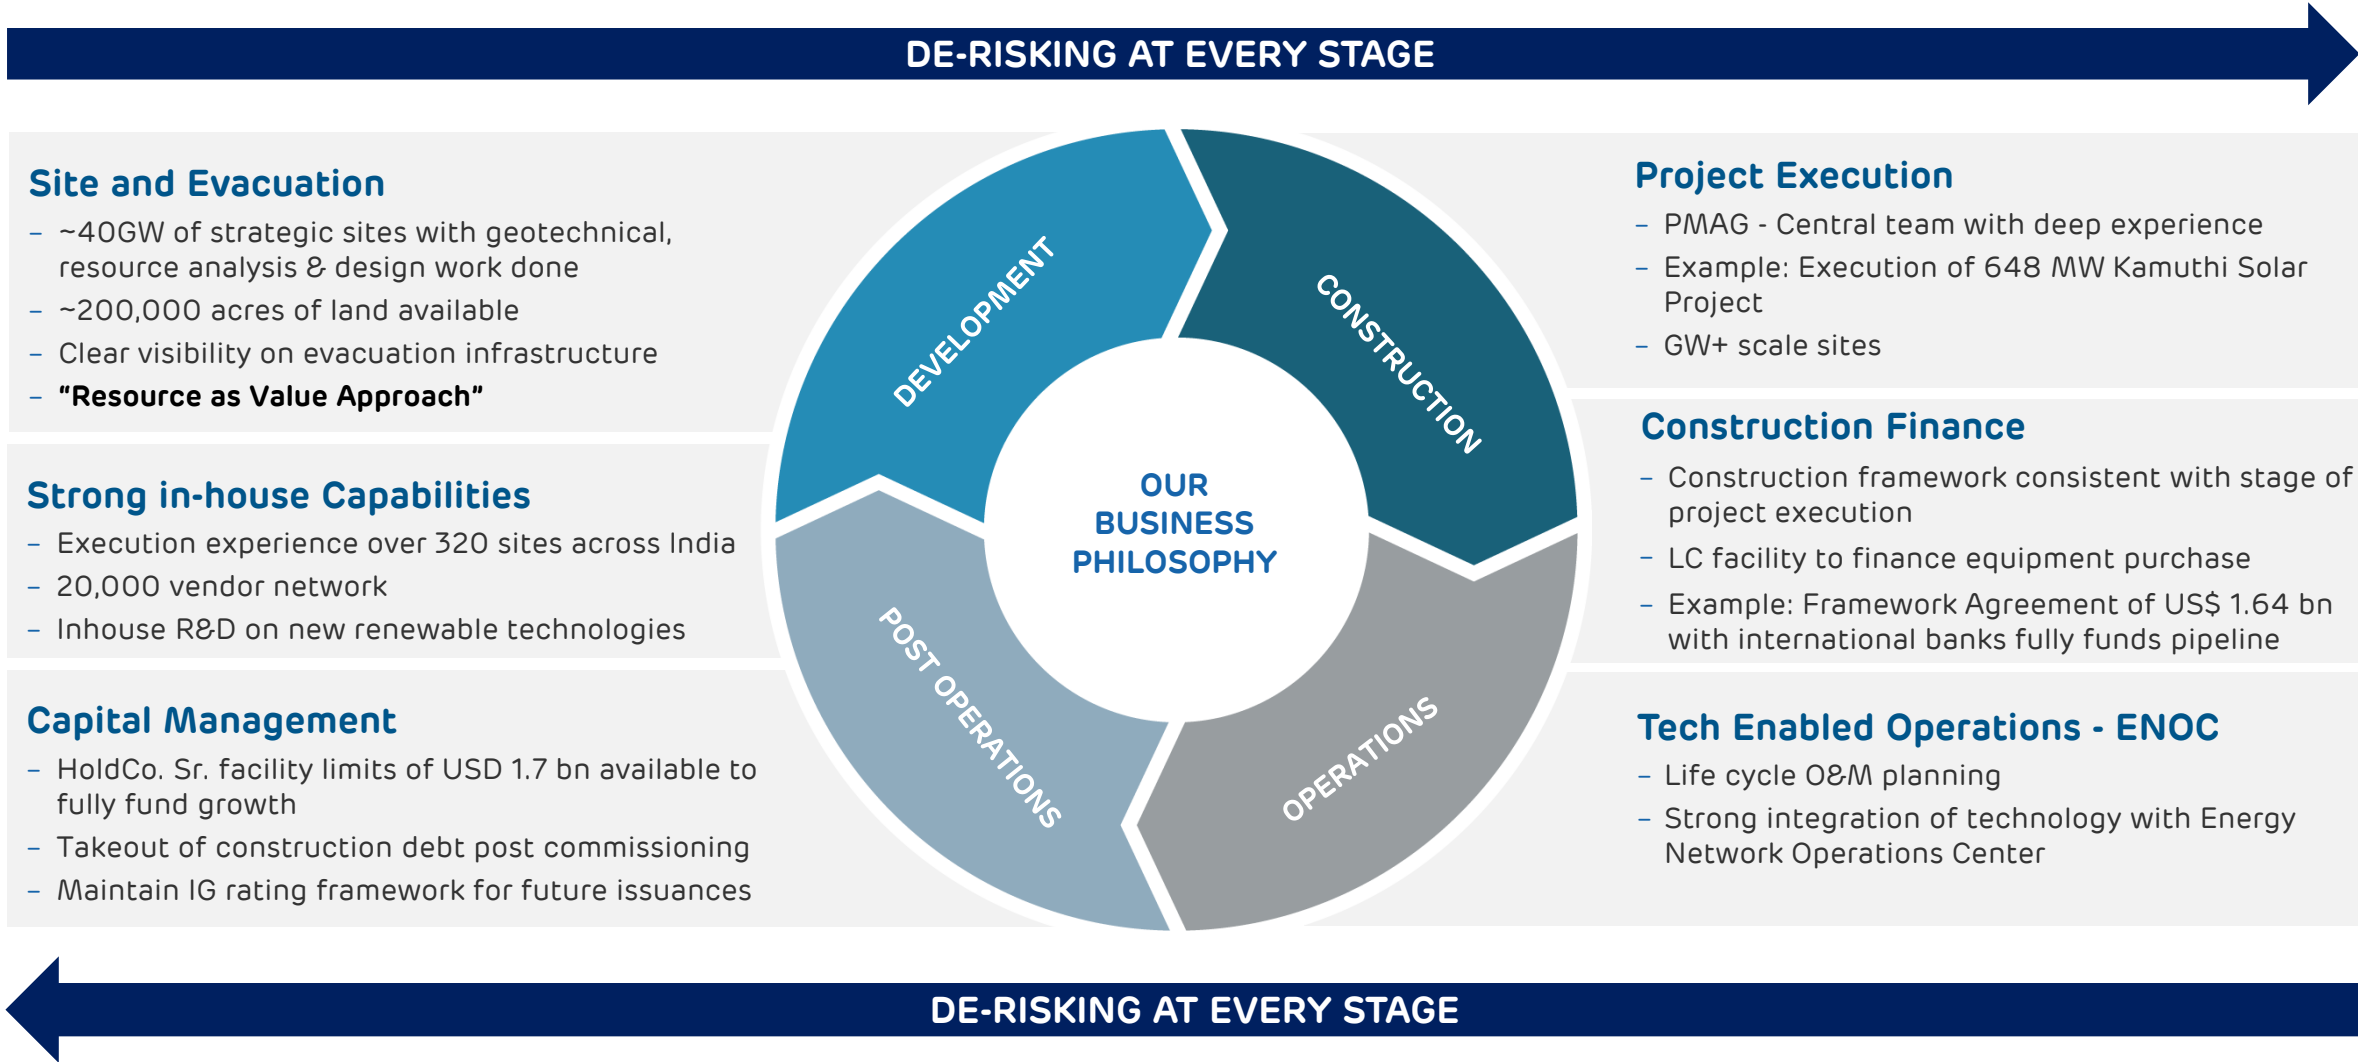 DE-RISKING AT EVERY STAGE
Site and Evacuation
– ~40GW of strategic sites with geotechnical,
resource analysis & design work done
– ~200,000 acres of land available
– Clear visibility on evacuation infrastructure
– “Resource as Value Approach”
Strong in-house Capabilities
– Execution experience over 320 sites across India
– 20,000 vendor network
– Inhouse R&D on new renewable technologies
Capital Management
– HoldCo. Sr. facility limits of USD 1.7 bn available to
fully fund growth
– Takeout of construction debt post commissioning
– Maintain IG rating framework for future issuances
DEVELOPMENT
CONSTRUCTION
OUR
BUSINESS
PHILOSOPHY
POST OPERATIONS
OPERATIONS
Project Execution
– PMAG - Central team with deep experience
– Example: Execution of 648 MW Kamuthi Solar
Project
– GW+ scale sites
Construction Finance
– Construction framework consistent with stage of
project execution
– LC facility to finance equipment purchase
– Example: Framework Agreement of US$ 1.64 bn
with international banks fully funds pipeline
Tech Enabled Operations - ENOC
– Life cycle O&M planning
– Strong integration of technology with Energy
Network Operations Center
DE-RISKING AT EVERY STAGE